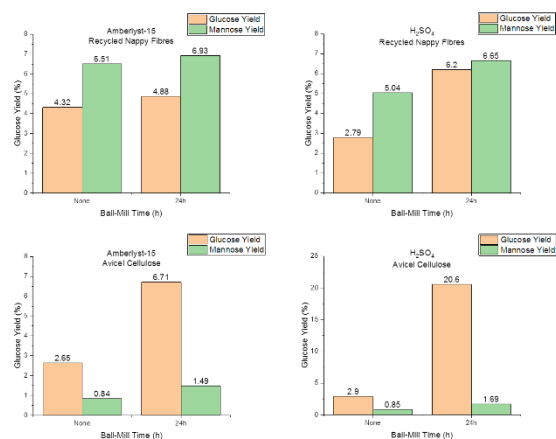 Amberlyst-15
Recycled Nappy Fibres
Glucose Yield
Mannose Yield
Glucose Yield (%)
8
7
6
5
4
3
2
1
0
4.32
6.51
4.88
6.93
None
24h
Ball-Mill Time (h)
H₂SO₄
Recycled Nappy Fibres
Glucose Yield
Mannose Yield
Glucose Yield (%)
8
7
6
5
4
3
2
1
0
2.79
5.04
6.2
6.65
None
24h
Ball-Mill Time (h)
Amberlyst-15
Avicel Cellulose
Glucose Yield
Mannose Yield
Glucose Yield (%)
8
7
6
5
4
3
2
1
0
2.65
0.84
6.71
1.49
None
24h
Ball-Mill Time (h)
H₂SO₄
Avicel Cellulose
Glucose Yield
Mannose Yield
Glucose Yield (%)
25
20
15
10
5
0
2.9
0.85
20.6
1.69
None
24h
Ball-Mill Time (h)